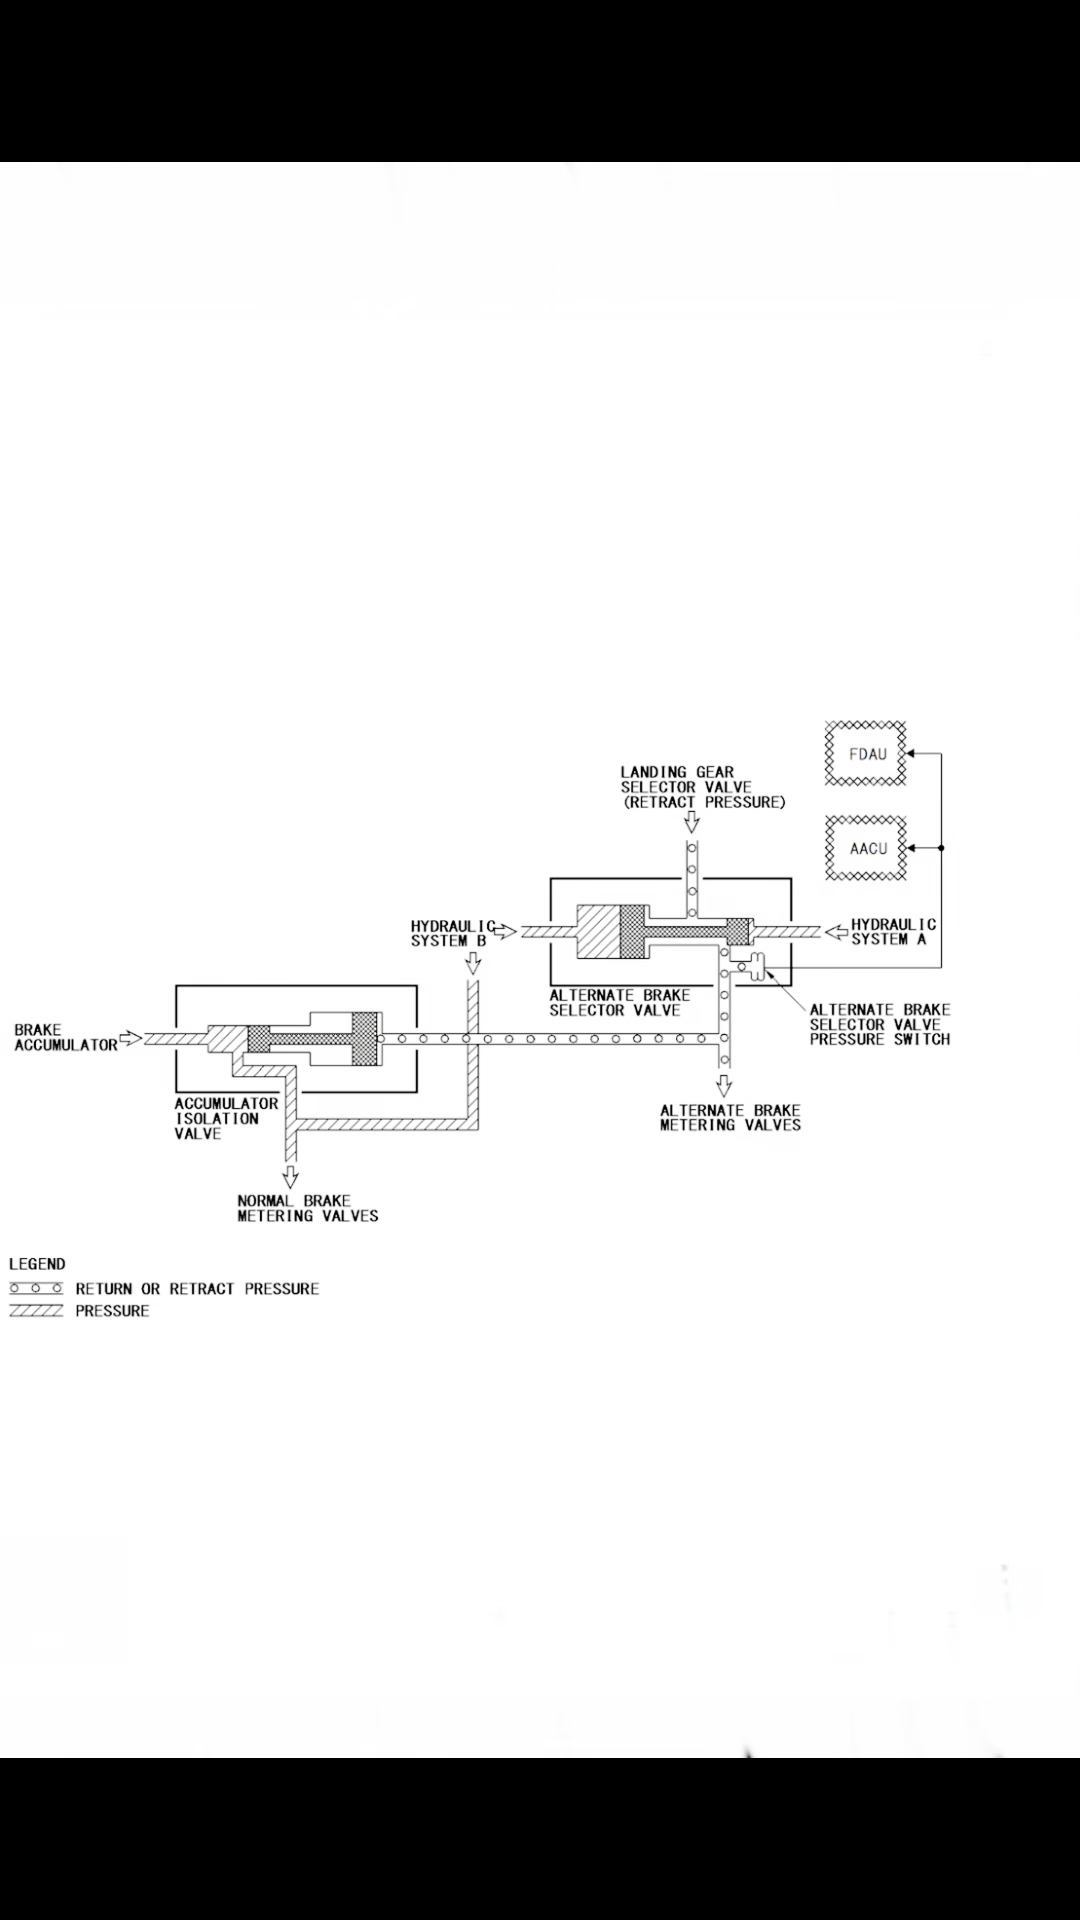 FDAU
LANDING GEAR
SELECTOR VALVE
(RETRACT PRESSURE)
AACU
HYDRAULIC
SYSTEM B
HYDRAULIC
SYSTEM A
ALTERNATE BRAKE
SELECTOR VALVE
ALTERNATE BRAKE
SELECTOR VALVE
PRESSURE SWITCH
BRAKE
ACCUMULATOR
ACCUMULATOR
ISOLATION
VALVE
ALTERNATE BRAKE
METERING VALVES
NORMAL BRAKE
METERING VALVES
LEGEND
RETURN OR RETRACT PRESSURE
PRESSURE